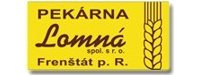 PEKÁRNA
Lomná
spol. s r. o.
Frenštát p. R.